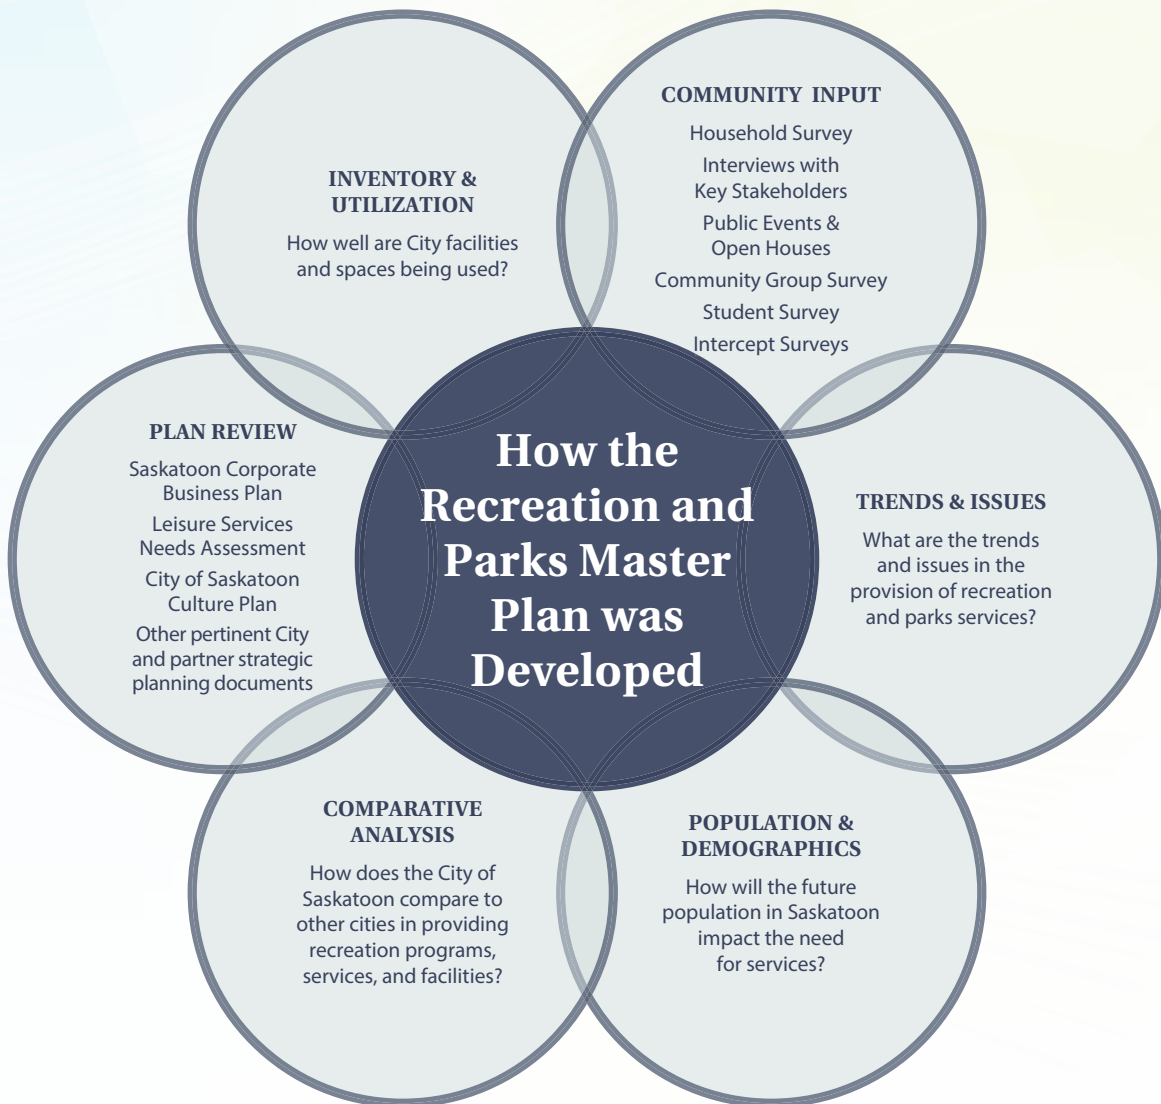 COMMUNITY INPUT
Household Survey
Interviews with
Key Stakeholders
Public Events &
Open Houses
Community Group Survey
Student Survey
Intercept Surveys
INVENTORY &
UTILIZATION
How well are City facilities
and spaces being used?
PLAN REVIEW
Saskatoon Corporate
Business Plan
Leisure Services
Needs Assessment
City of Saskatoon
Culture Plan
Other pertinent City
and partner strategic
planning documents
How the
Recreation and
Parks Master
Plan was
Developed
TRENDS & ISSUES
What are the trends
and issues in the
provision of recreation
and parks services?
COMPARATIVE
ANALYSIS
How does the City of
Saskatoon compare to
other cities in providing
recreation programs,
services, and facilities?
POPULATION &
DEMOGRAPHICS
How will the future
population in Saskatoon
impact the need
for services?